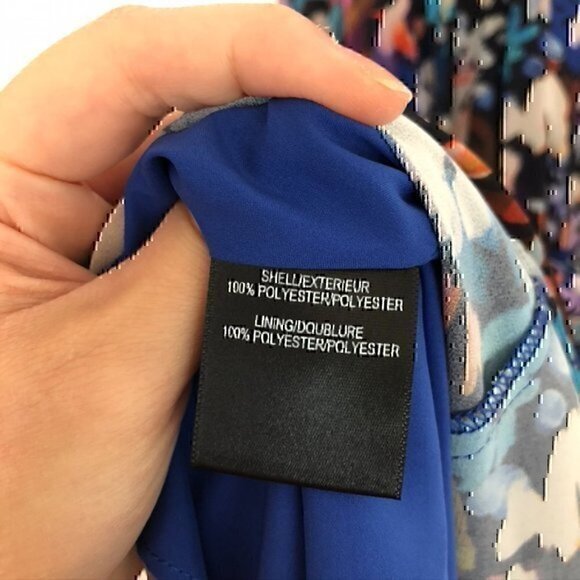 SHELL/EXTERIEUR
100% POLYESTER/POLYESTER
LINING/DOUBLURE
100% POLYESTER/POLYESTER